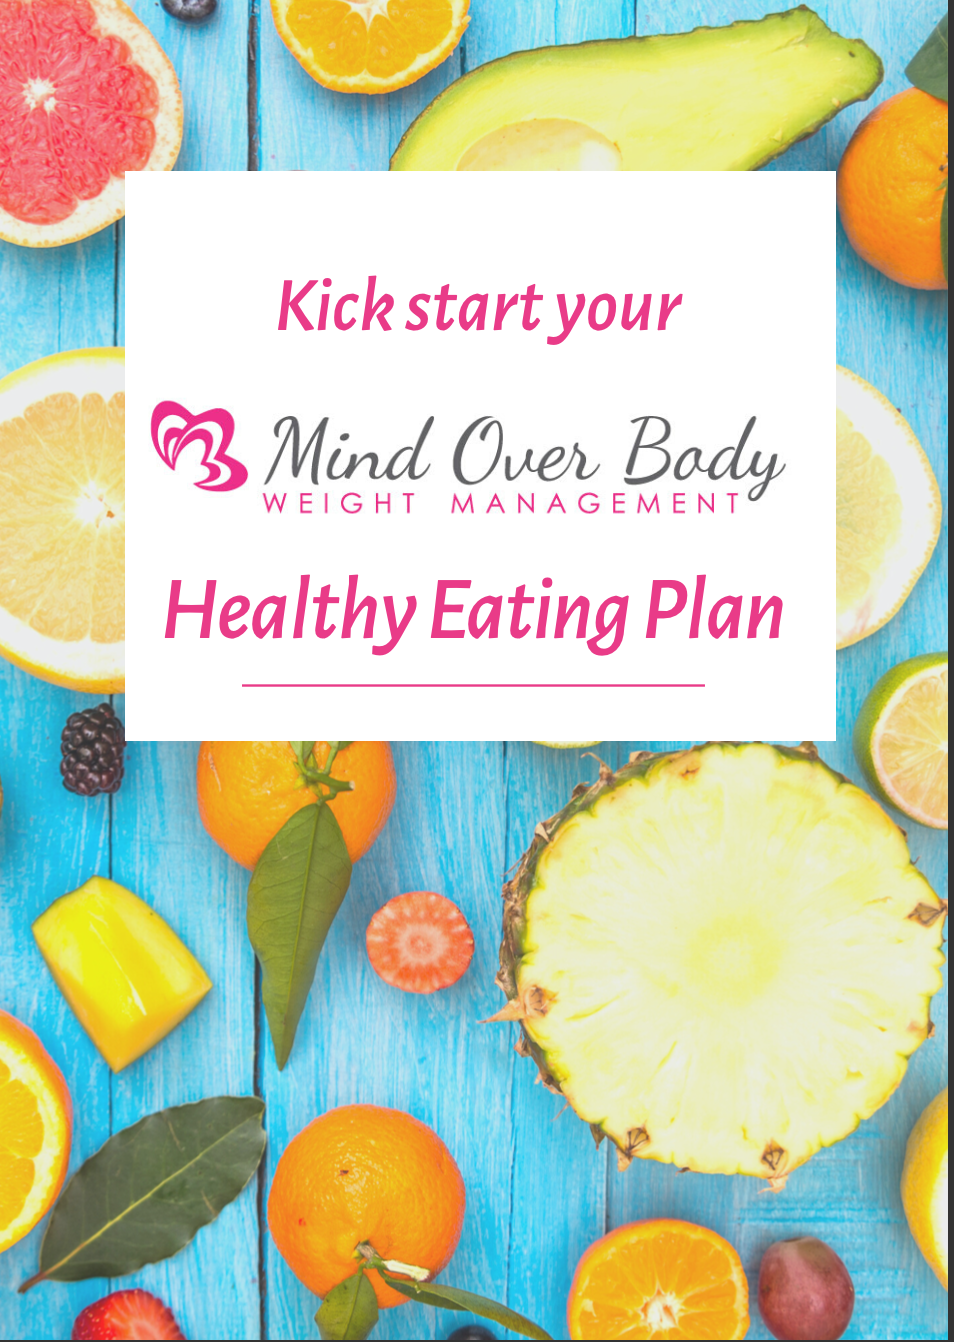 Kick start your
Mind Over Body
WEIGHT MANAGEMENT
Healthy Eating Plan